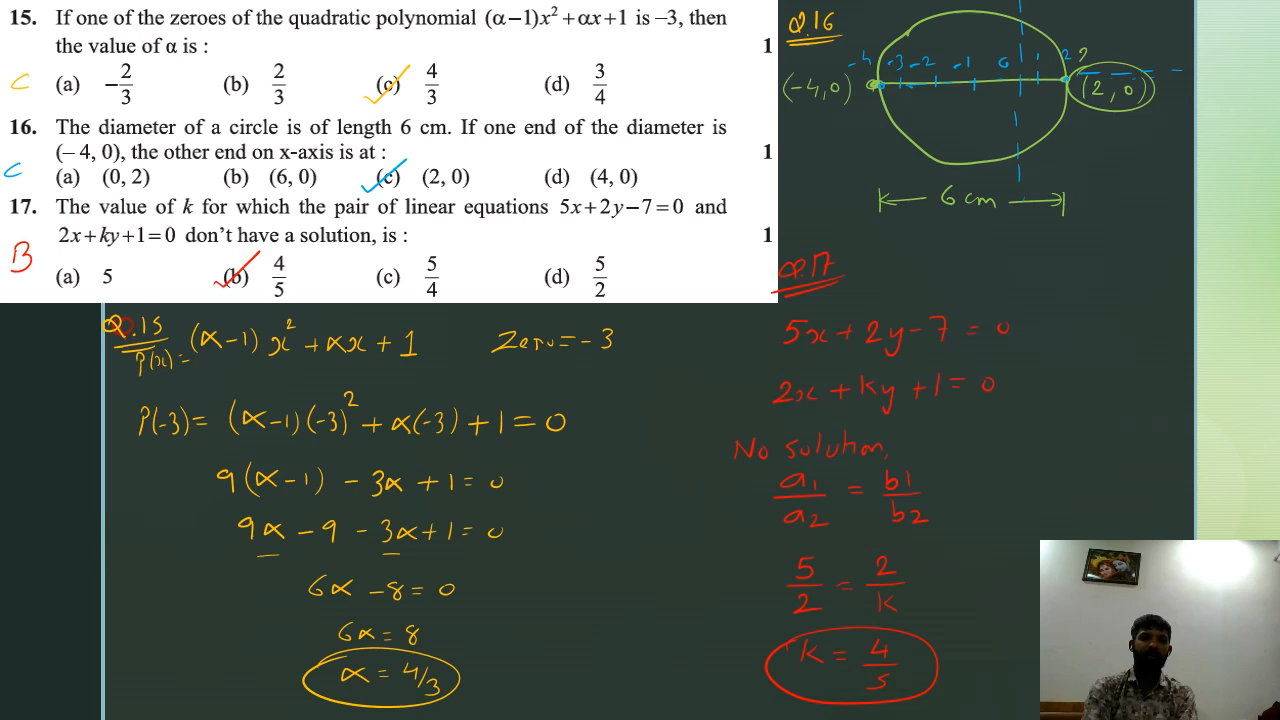 15. If one of the zeroes of the quadratic polynomial (α−1)x²+αx+1 is −3, then
the value of α is : 1
C (a) −2/3 (b) 2/3 (c) 4/3 (d) 3/4
16. The diameter of a circle is of length 6 cm. If one end of the diameter is
(− 4, 0), the other end on x-axis is at : 1
C (a) (0, 2) (b) (6, 0) (c) (2, 0) (d) (4, 0)
17. The value of k for which the pair of linear equations 5x+2y−7=0 and
2x+ky+1=0 don't have a solution, is : 1
B (a) 5 (b) 4/5 (c) 5/4 (d) 5/2
Q.16
-4 -3 -2 -1 0 1 2 ?
(-4,0) (2,0)
6 cm
Q.15
P(x)= (α-1)x² + αx + 1 Zero = -3
P(-3) = (α-1)(-3)² + α(-3) + 1 = 0
9(α-1) - 3α + 1 = 0
9α - 9 - 3α + 1 = 0
6α - 8 = 0
6α = 8
α = 4/3
Q.17
5x + 2y - 7 = 0
2x + ky + 1 = 0
No solution,
a1/a2 = b1/b2
5/2 = 2/k
k = 4/5